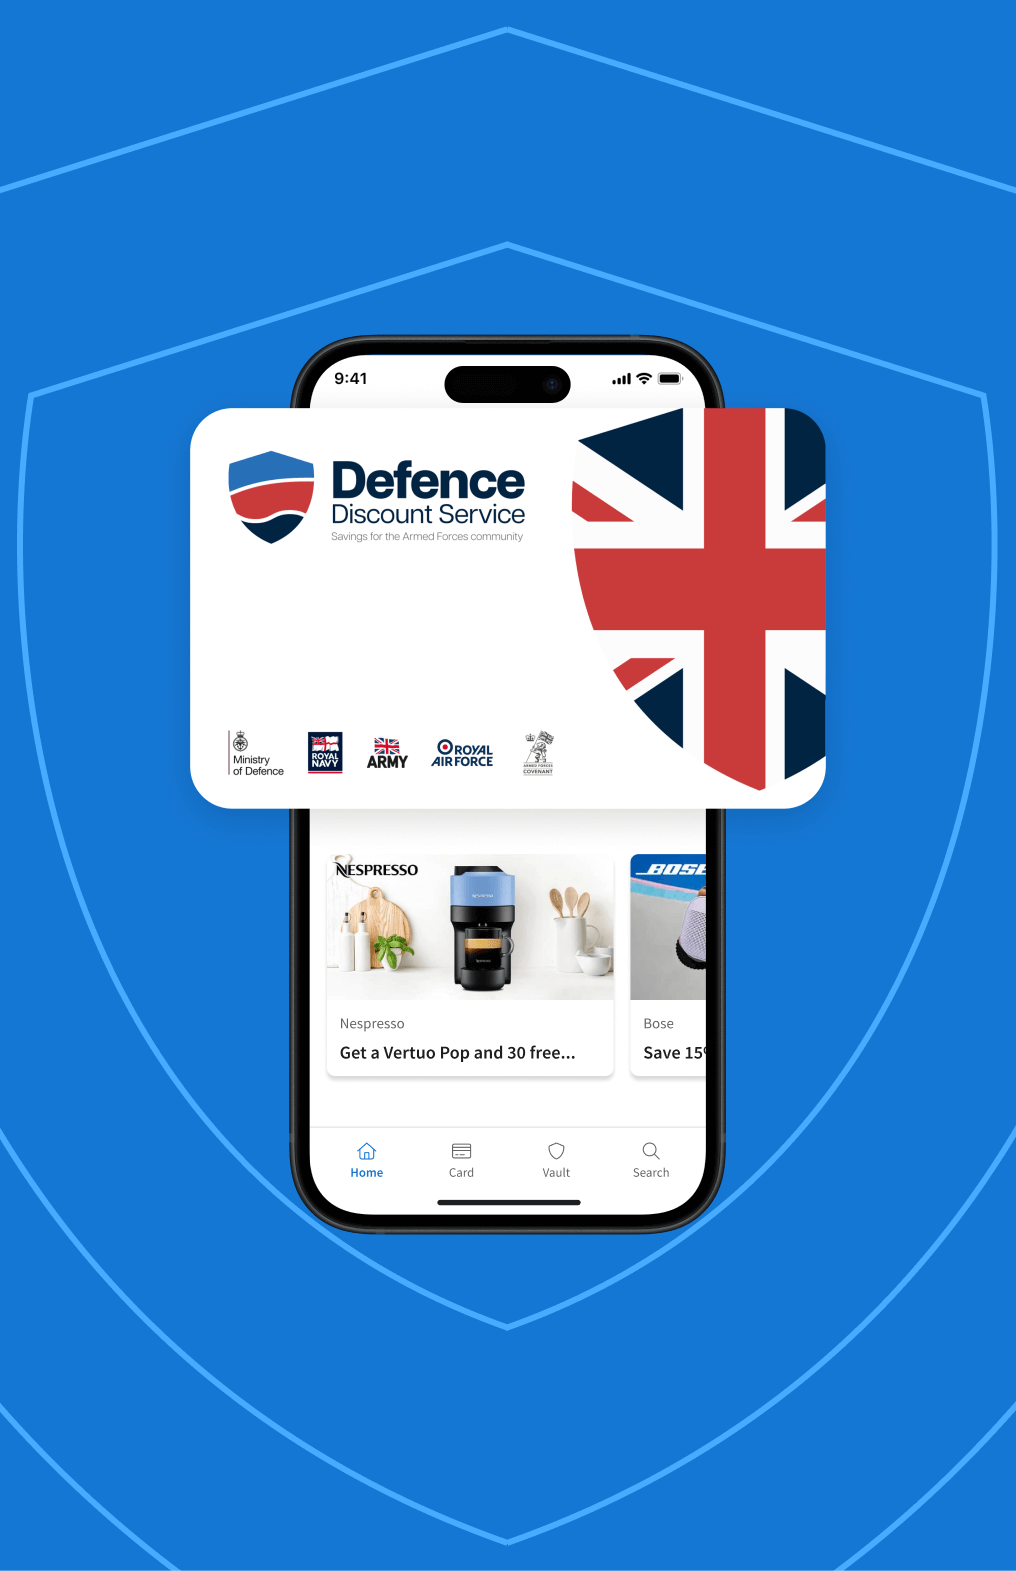 9:41
Defence
Discount Service
Savings for the Armed Forces community
Ministry
of Defence
ROYAL
NAVY
ARMY
ROYAL
AIR FORCE
ARMED FORCES
COVENANT
NESPRESSO
BOSE
NESPRESSO
Nespresso
Get a Vertuo Pop and 30 free...
Bose
Save 15%
Home
Card
Vault
Search